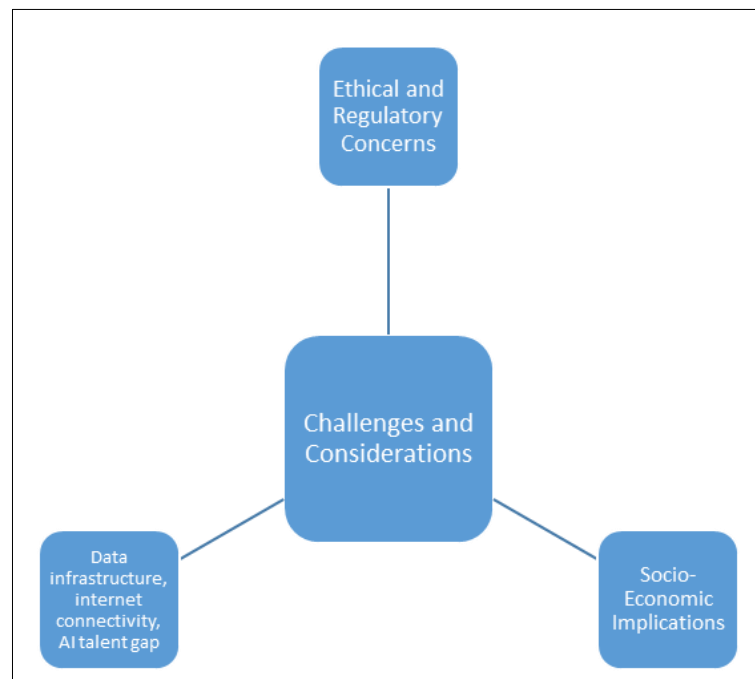 Ethical and
Regulatory
Concerns
Challenges and
Considerations
Data
infrastructure,
internet
connectivity,
AI talent gap
Socio-
Economic
Implications